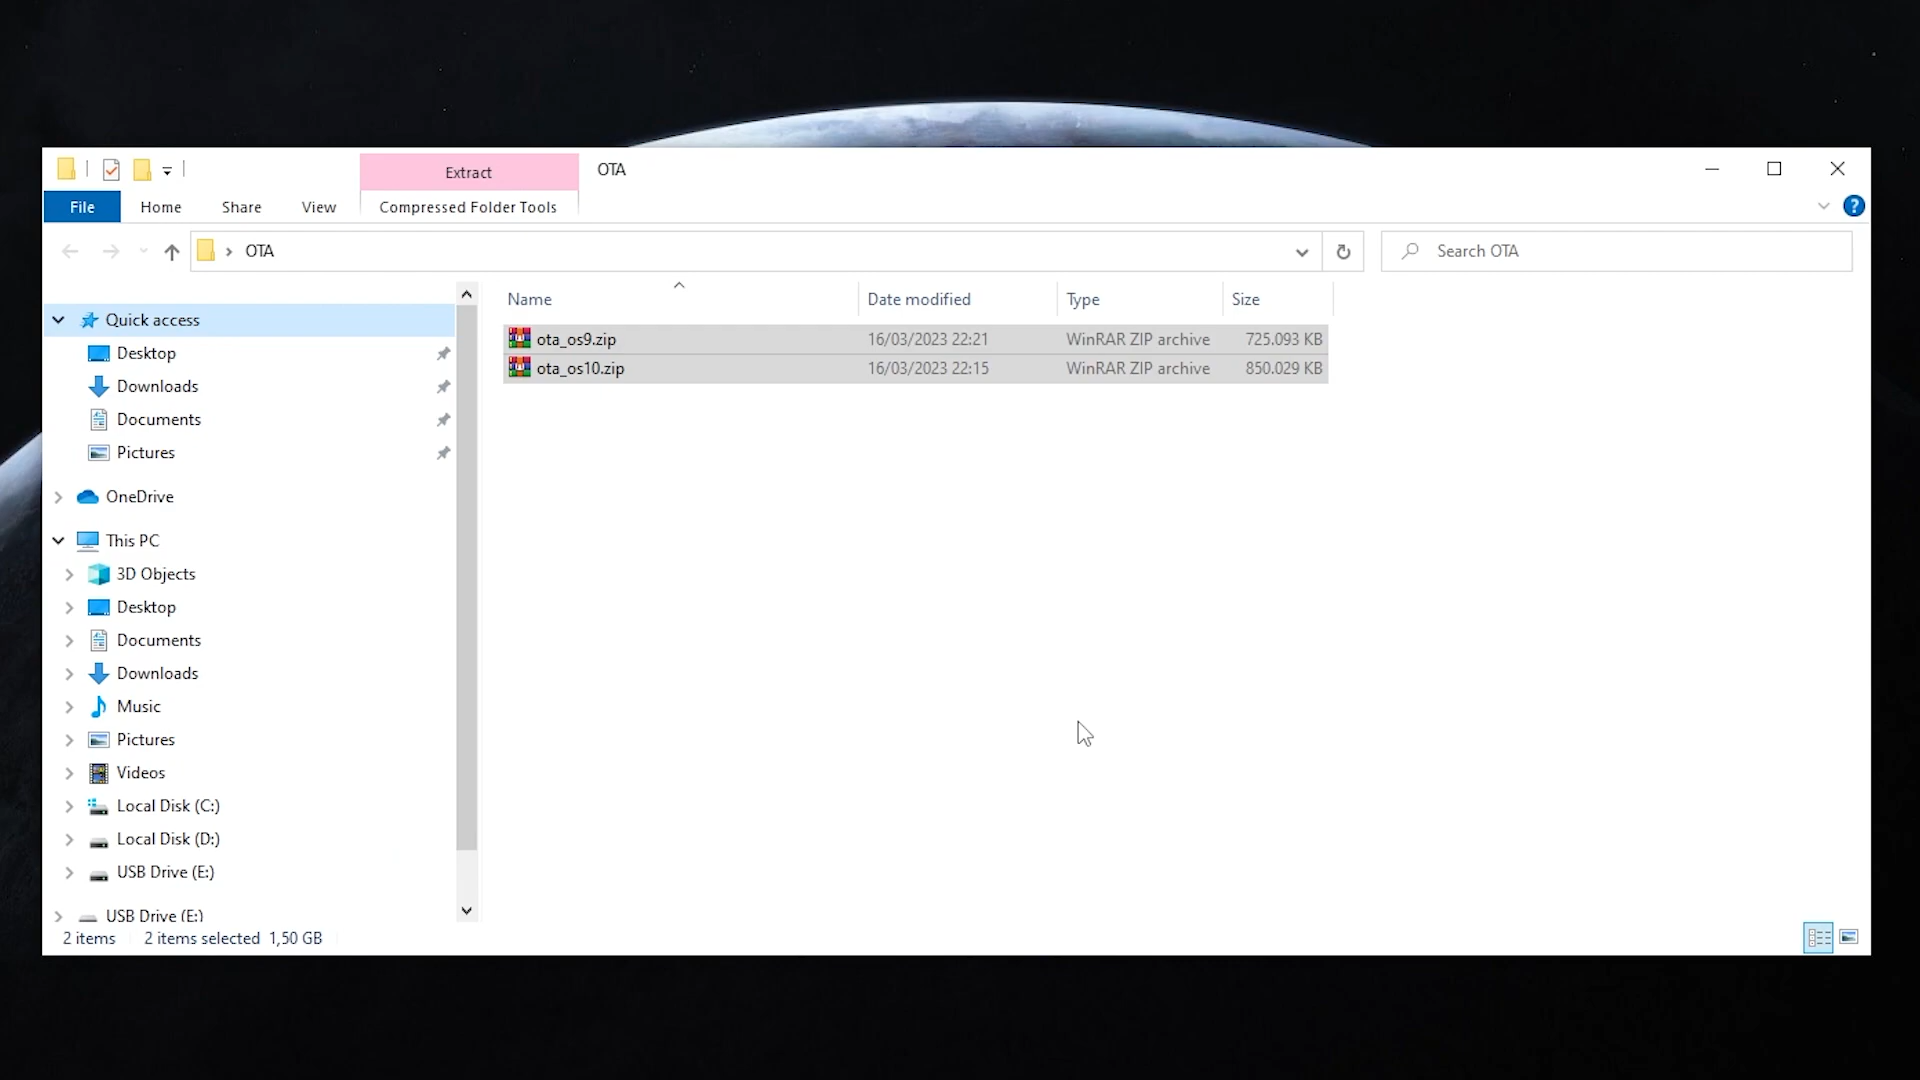 Extract
OTA
File
Home
Share
View
Compressed Folder Tools
?
OTA
Search OTA
Name
Date modified
Type
Size
ota_os9.zip
16/03/2023 22:21
WinRAR ZIP archive
725.093 KB
ota_os10.zip
16/03/2023 22:15
WinRAR ZIP archive
850.029 KB
Quick access
Desktop
Downloads
Documents
Pictures
OneDrive
This PC
3D Objects
Desktop
Documents
Downloads
Music
Pictures
Videos
Local Disk (C:)
Local Disk (D:)
USB Drive (E:)
USB Drive (E:)
2 items
2 items selected 1,50 GB